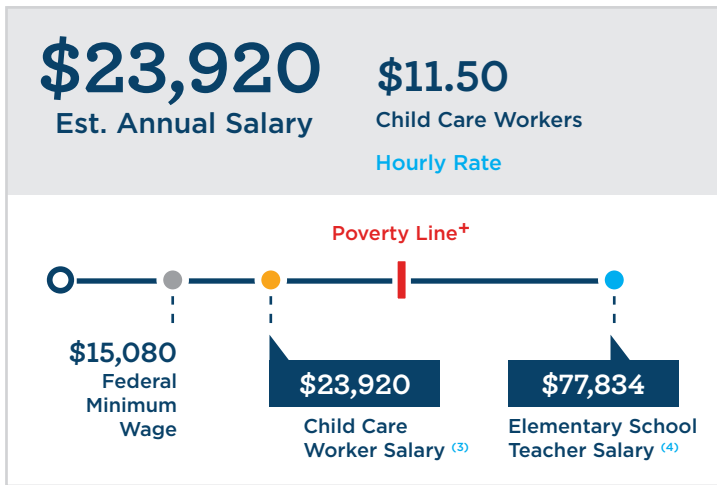 $23,920
Est. Annual Salary
$11.50
Child Care Workers
Hourly Rate
Poverty Line+
$15,080
Federal
Minimum
Wage
$23,920
Child Care
Worker Salary (3)
$77,834
Elementary School
Teacher Salary (4)